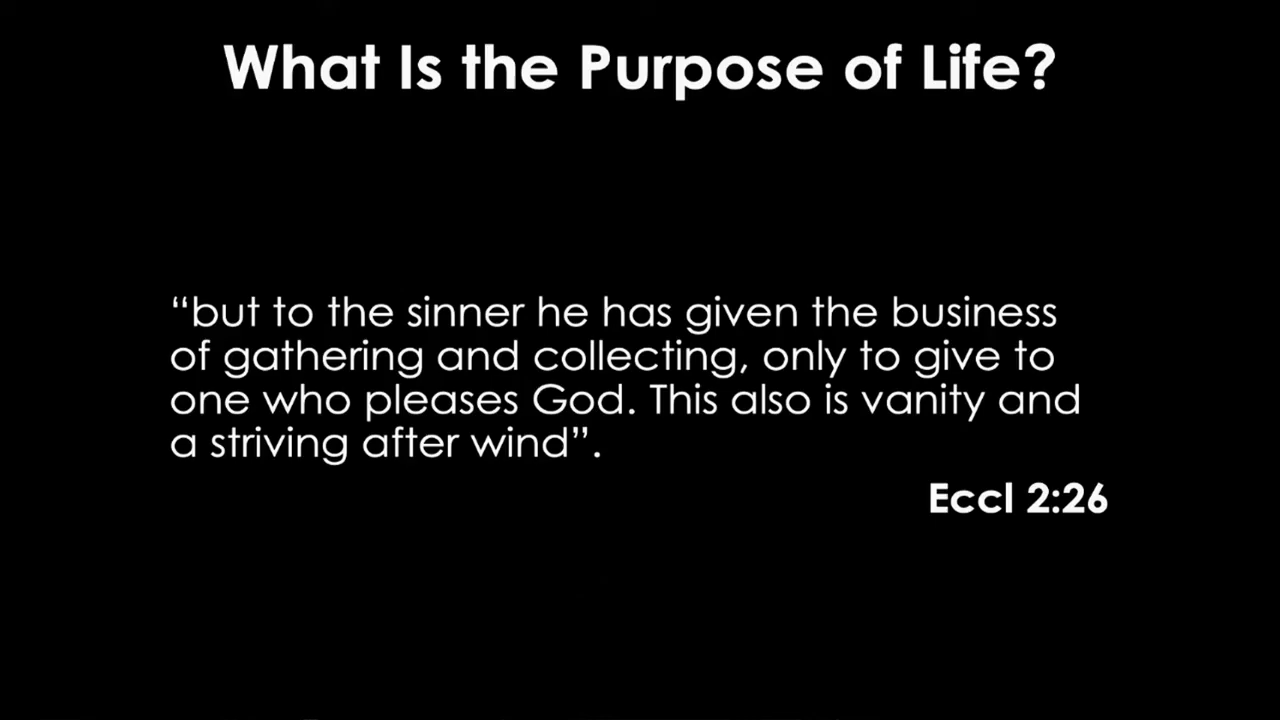 What Is the Purpose of Life?
“but to the sinner he has given the business
of gathering and collecting, only to give to
one who pleases God. This also is vanity and
a striving after wind”.
Eccl 2:26